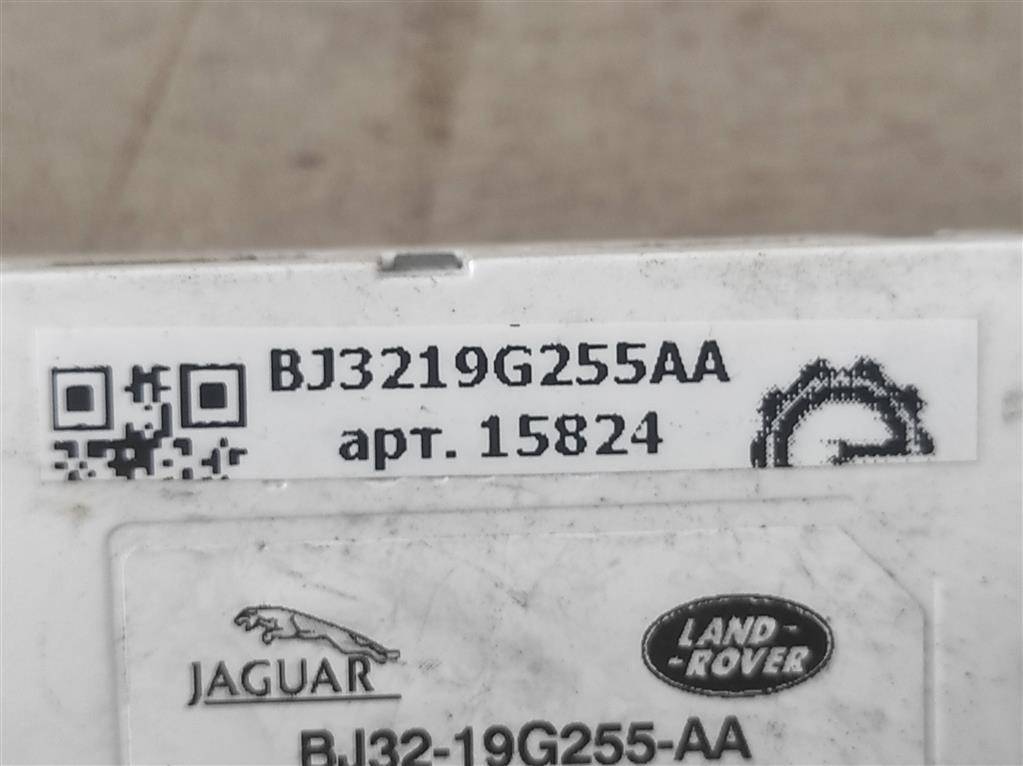 BJ3219G255AA
арт. 15824
JAGUAR
LAND-
-ROVER
BJ32-19G255-AA